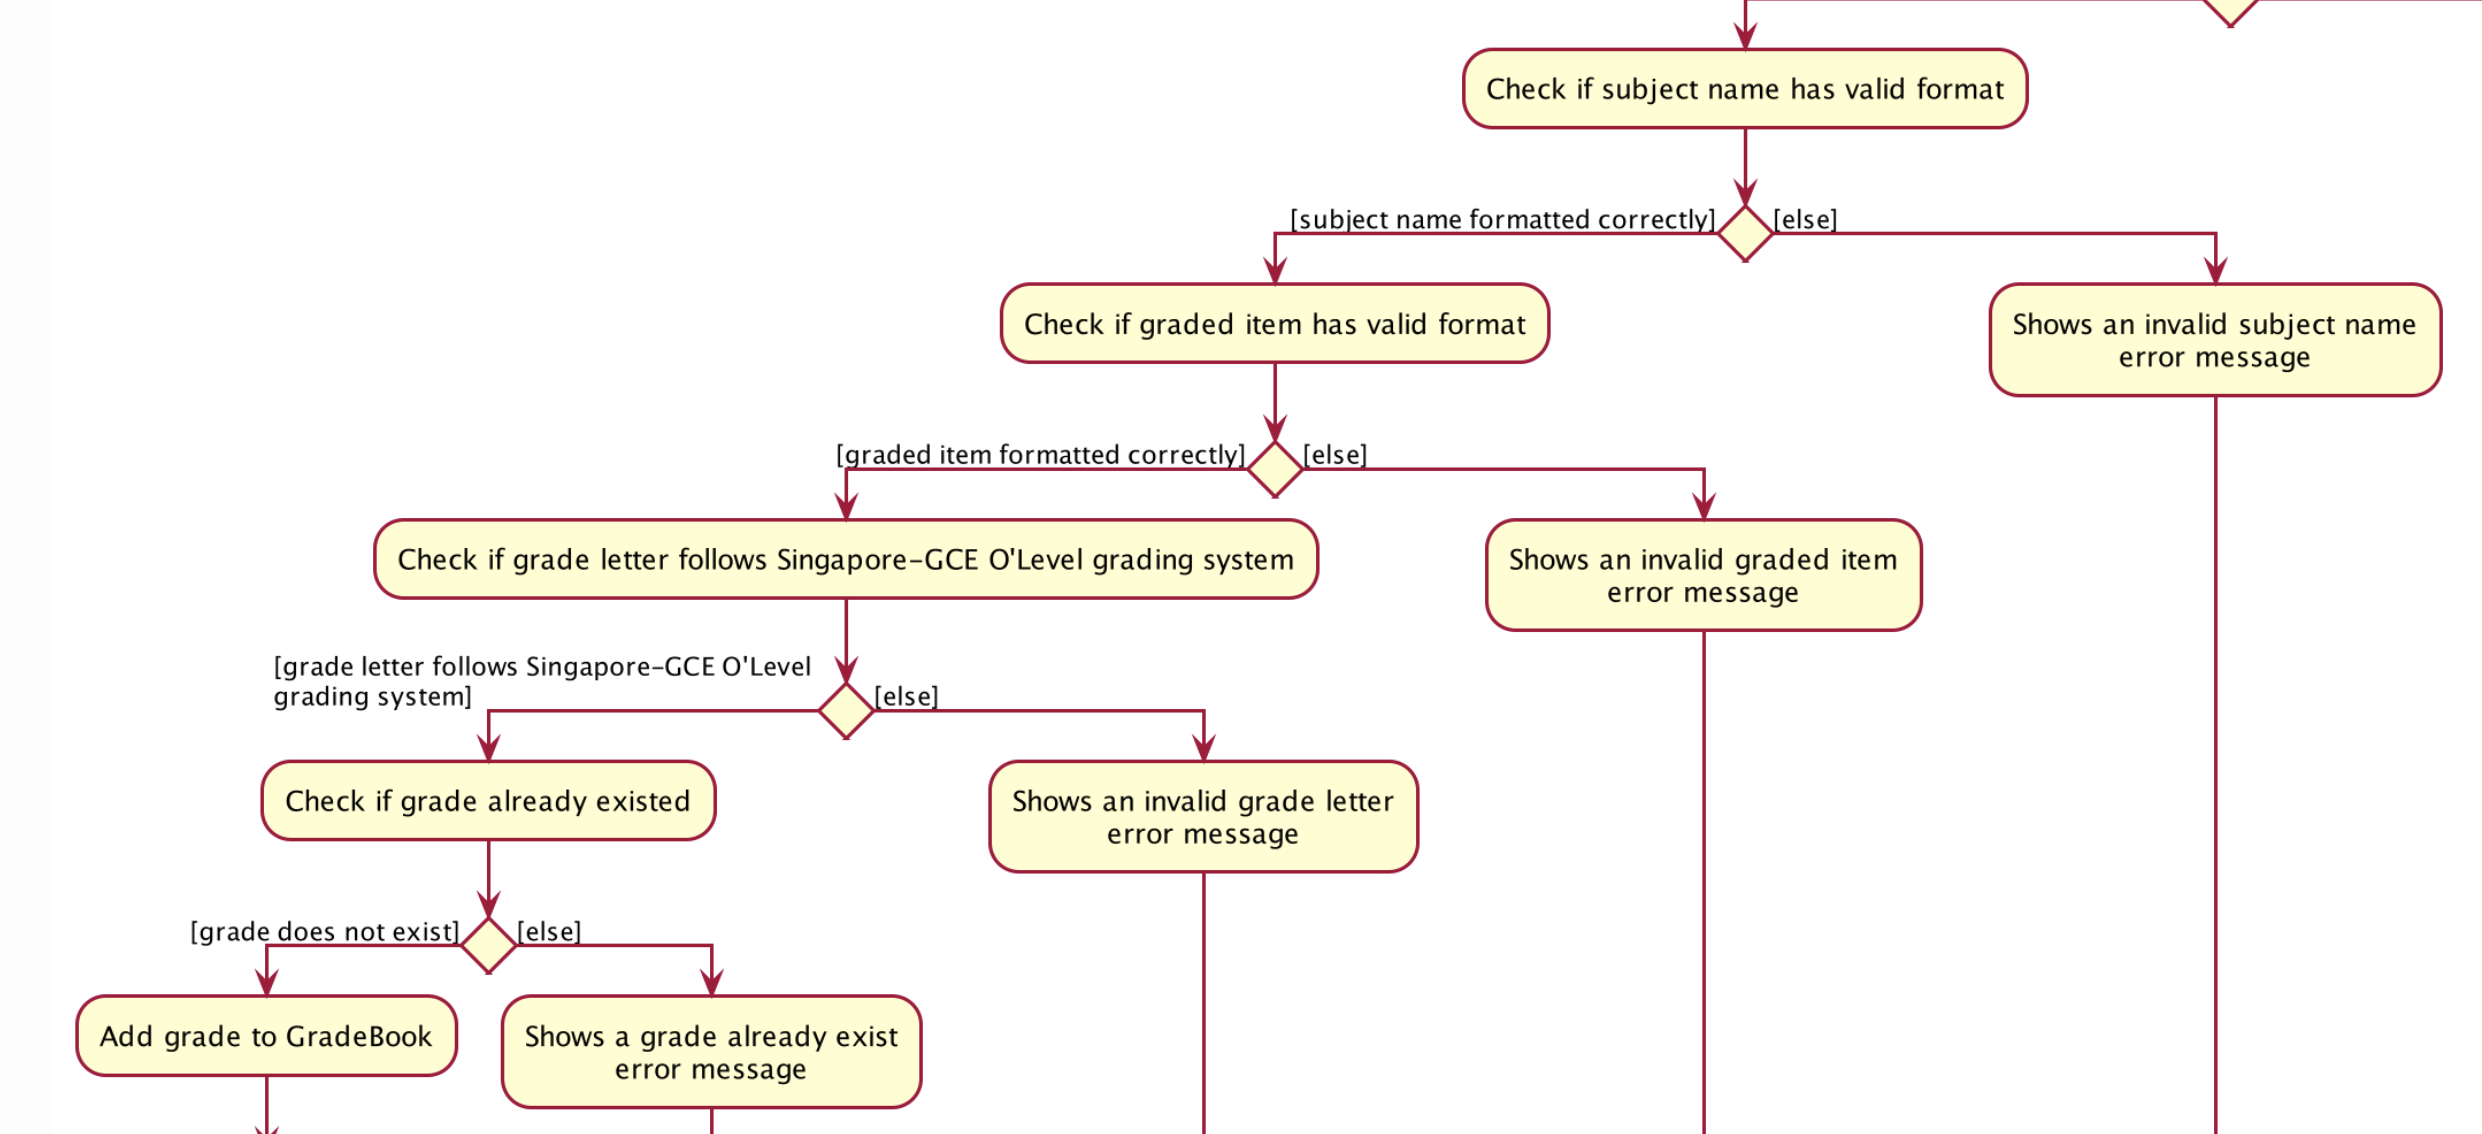 Check if subject name has valid format
[subject name formatted correctly]
[else]
Check if graded item has valid format
Shows an invalid subject name
error message
[graded item formatted correctly]
[else]
Check if grade letter follows Singapore-GCE O'Level grading system
Shows an invalid graded item
error message
[grade letter follows Singapore-GCE O'Level
grading system]
[else]
Check if grade already existed
Shows an invalid grade letter
error message
[grade does not exist]
[else]
Add grade to GradeBook
Shows a grade already exist
error message